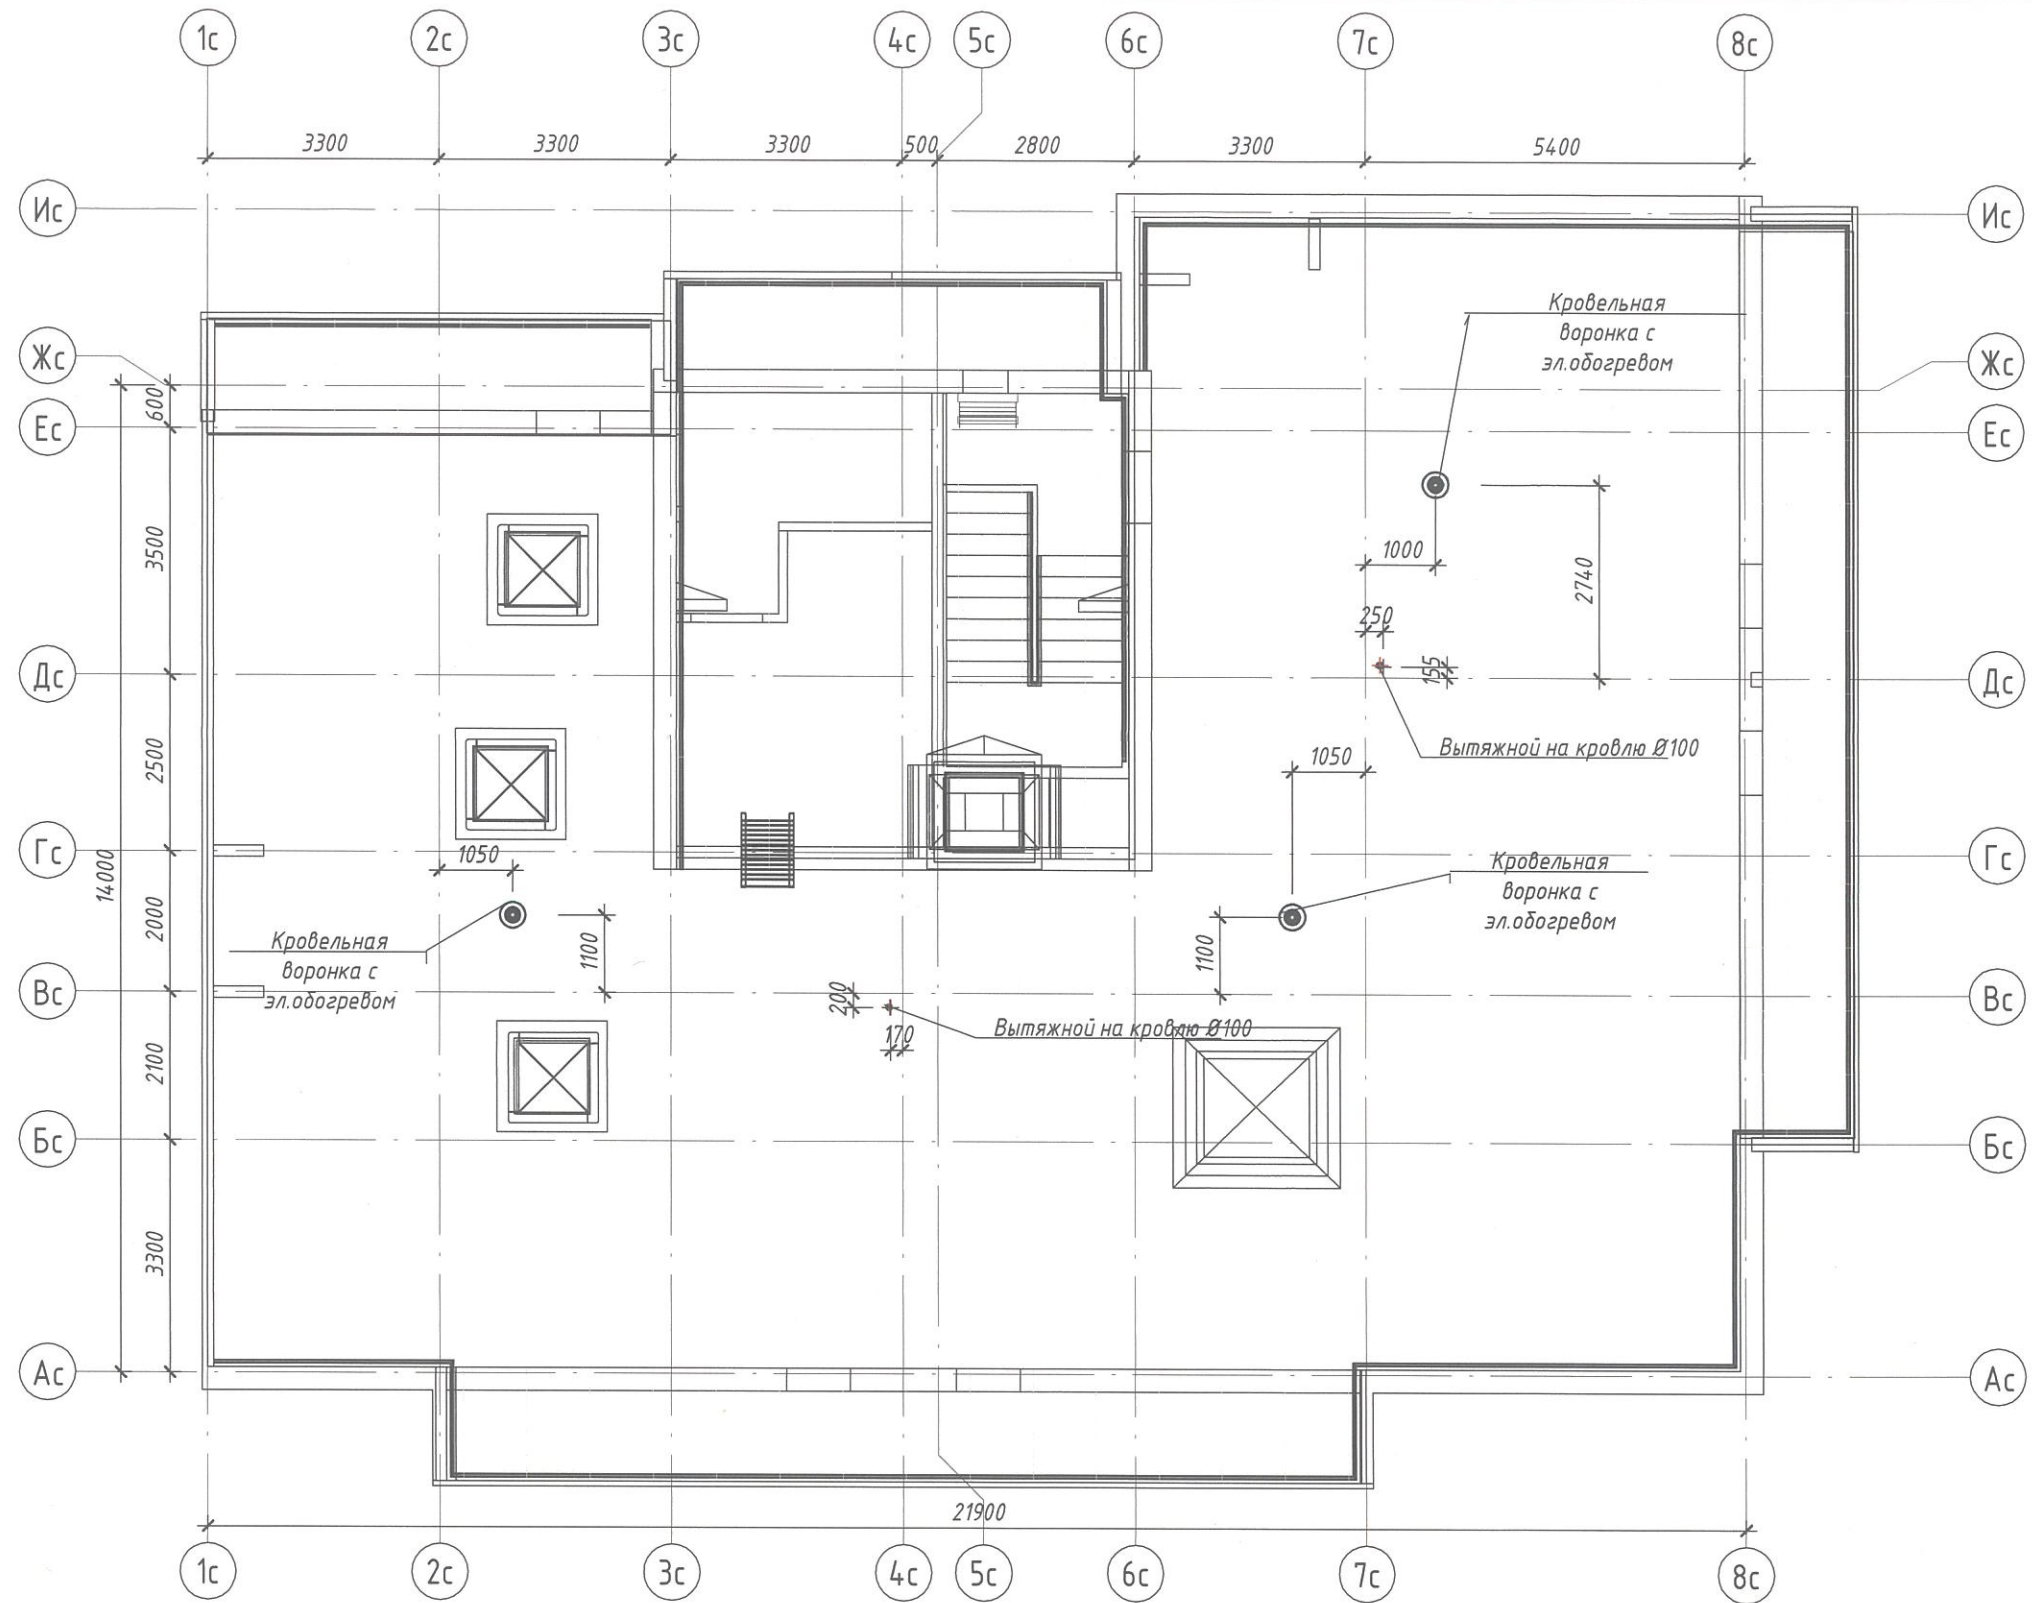 1с 2с 3с 4с 5с 6с 7с 8с
3300 3300 3300 500 2800 3300 5400
Ис Ис
Кровельная
воронка с
эл.обогревом
Жс Жс
600
Ес Ес
3500
1000
2740
250
155
Дс Дс
Вытяжной на кровлю Ø100
2500
1050
Гс Гс
1050
14000
Кровельная
воронка с
эл.обогревом
2000
Кровельная
воронка с
эл.обогревом
1100
1100
Вс Вс
200
170
Вытяжной на кровлю Ø100
2100
Бс Бс
3300
Ас Ас
21900
1с 2с 3с 4с 5с 6с 7с 8с